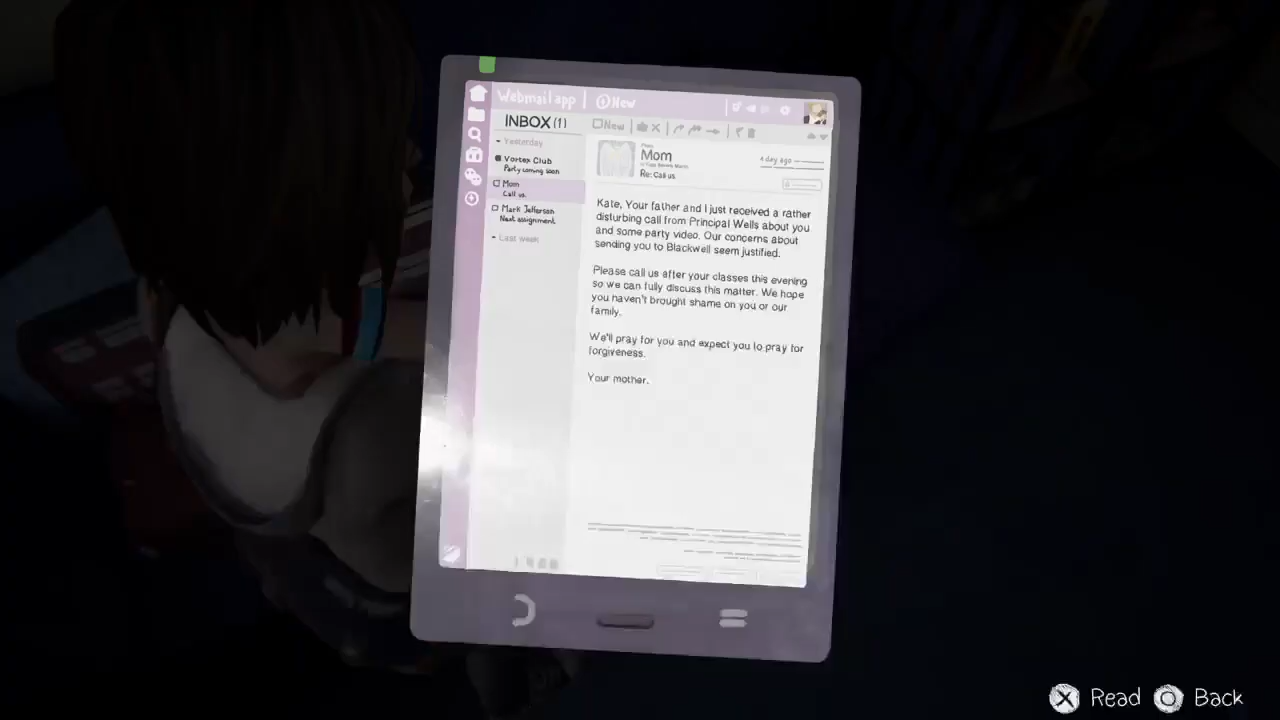 Webmail app
New
INBOX (1)
New
Yesterday
Vortex Club
Party coming soon
Mom
Call us
Mark Jefferson
Next assignment
Last week
From
Mom
Re: Call us
a day ago
Kate, Your father and I just received a rather
disturbing call from Principal Wells about you
and some party video. Our concerns about
sending you to Blackwell seem justified.
Please call us after your classes this evening
so we can fully discuss this matter. We hope
you haven't brought shame on you or our
family.
We'll pray for you and expect you to pray for
forgiveness.
Your mother.
X Read
Back